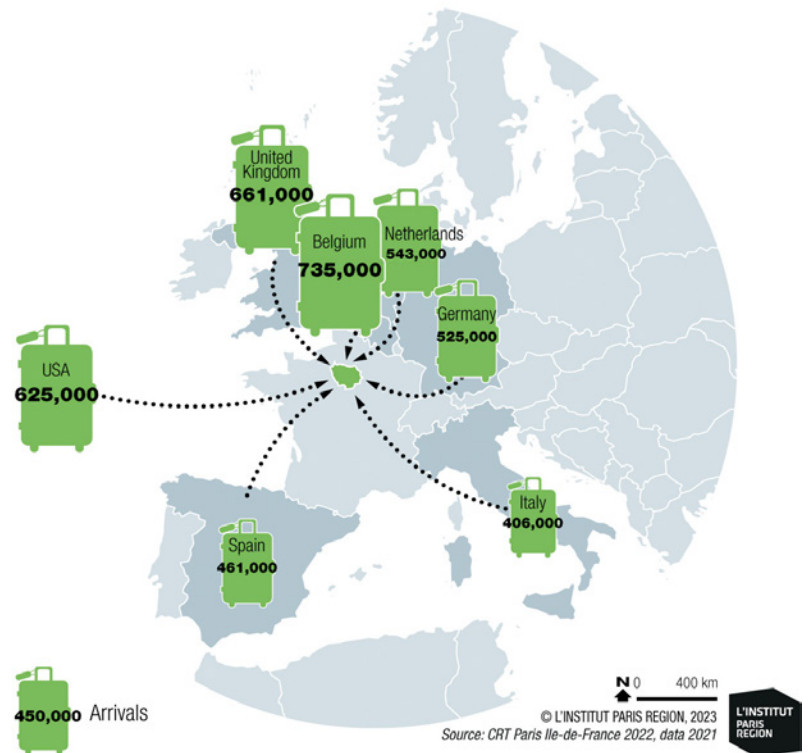 United
Kingdom
661,000
Belgium
735,000
Netherlands
543,000
Germany
525,000
USA
625,000
Spain
461,000
Italy
406,000
450,000 Arrivals
N 0 400 km
© L'INSTITUT PARIS REGION, 2023
Source: CRT Paris Ile-de-France 2022, data 2021
L'INSTITUT
PARIS
REGION